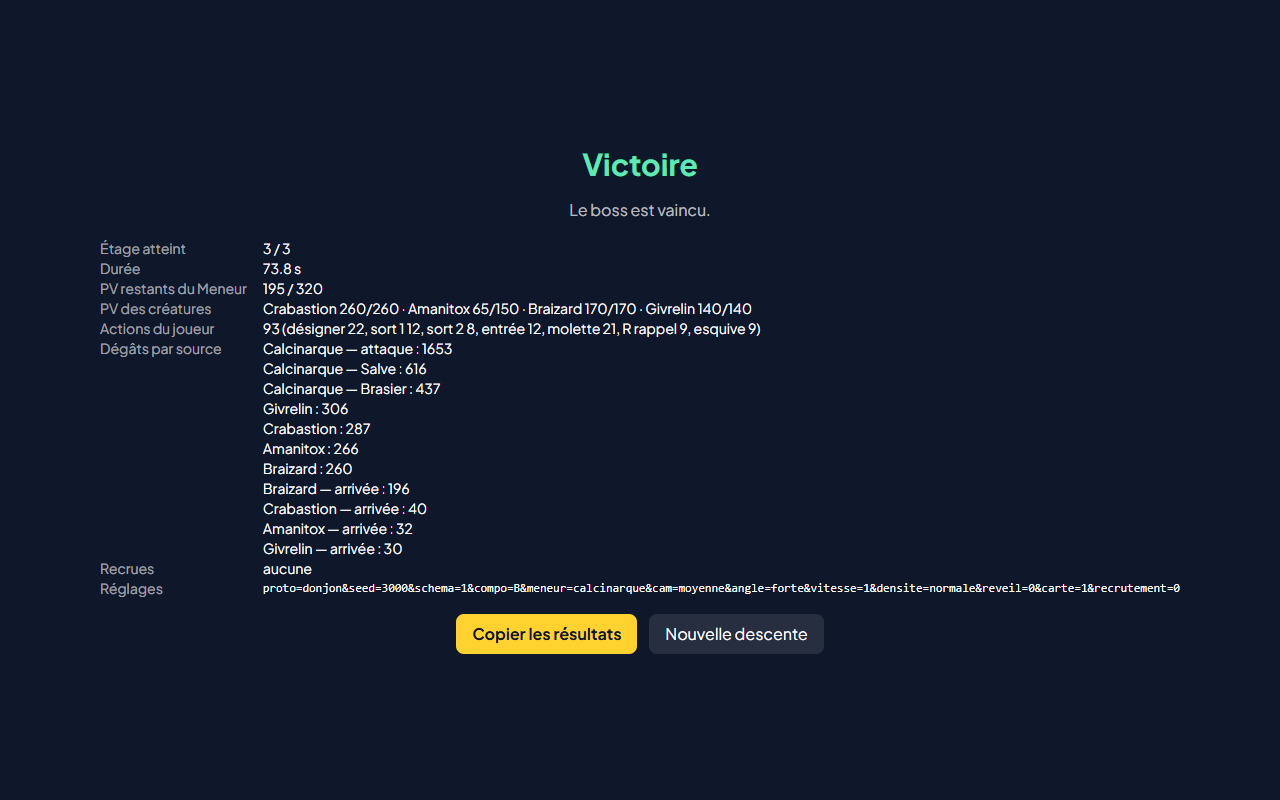 Victoire
Le boss est vaincu.
Étage atteint 3 / 3
Durée 73.8 s
PV restants du Meneur 195 / 320
PV des créatures Crabastion 260/260 · Amanitox 65/150 · Braizard 170/170 · Givrelin 140/140
Actions du joueur 93 (désigner 22, sort 1 12, sort 2 8, entrée 12, molette 21, R rappel 9, esquive 9)
Dégâts par source Calcinarque — attaque : 1653
Calcinarque — Salve : 616
Calcinarque — Brasier : 437
Givrelin : 306
Crabastion : 287
Amanitox : 266
Braizard : 260
Braizard — arrivée : 196
Crabastion — arrivée : 40
Amanitox — arrivée : 32
Givrelin — arrivée : 30
Recrues aucune
Réglages proto=donjon&seed=3000&schema=1&compo=B&meneur=calcinarque&cam=moyenne&angle=forte&vitesse=1&densite=normale&reveil=0&carte=1&recrutement=0
Copier les résultats Nouvelle descente